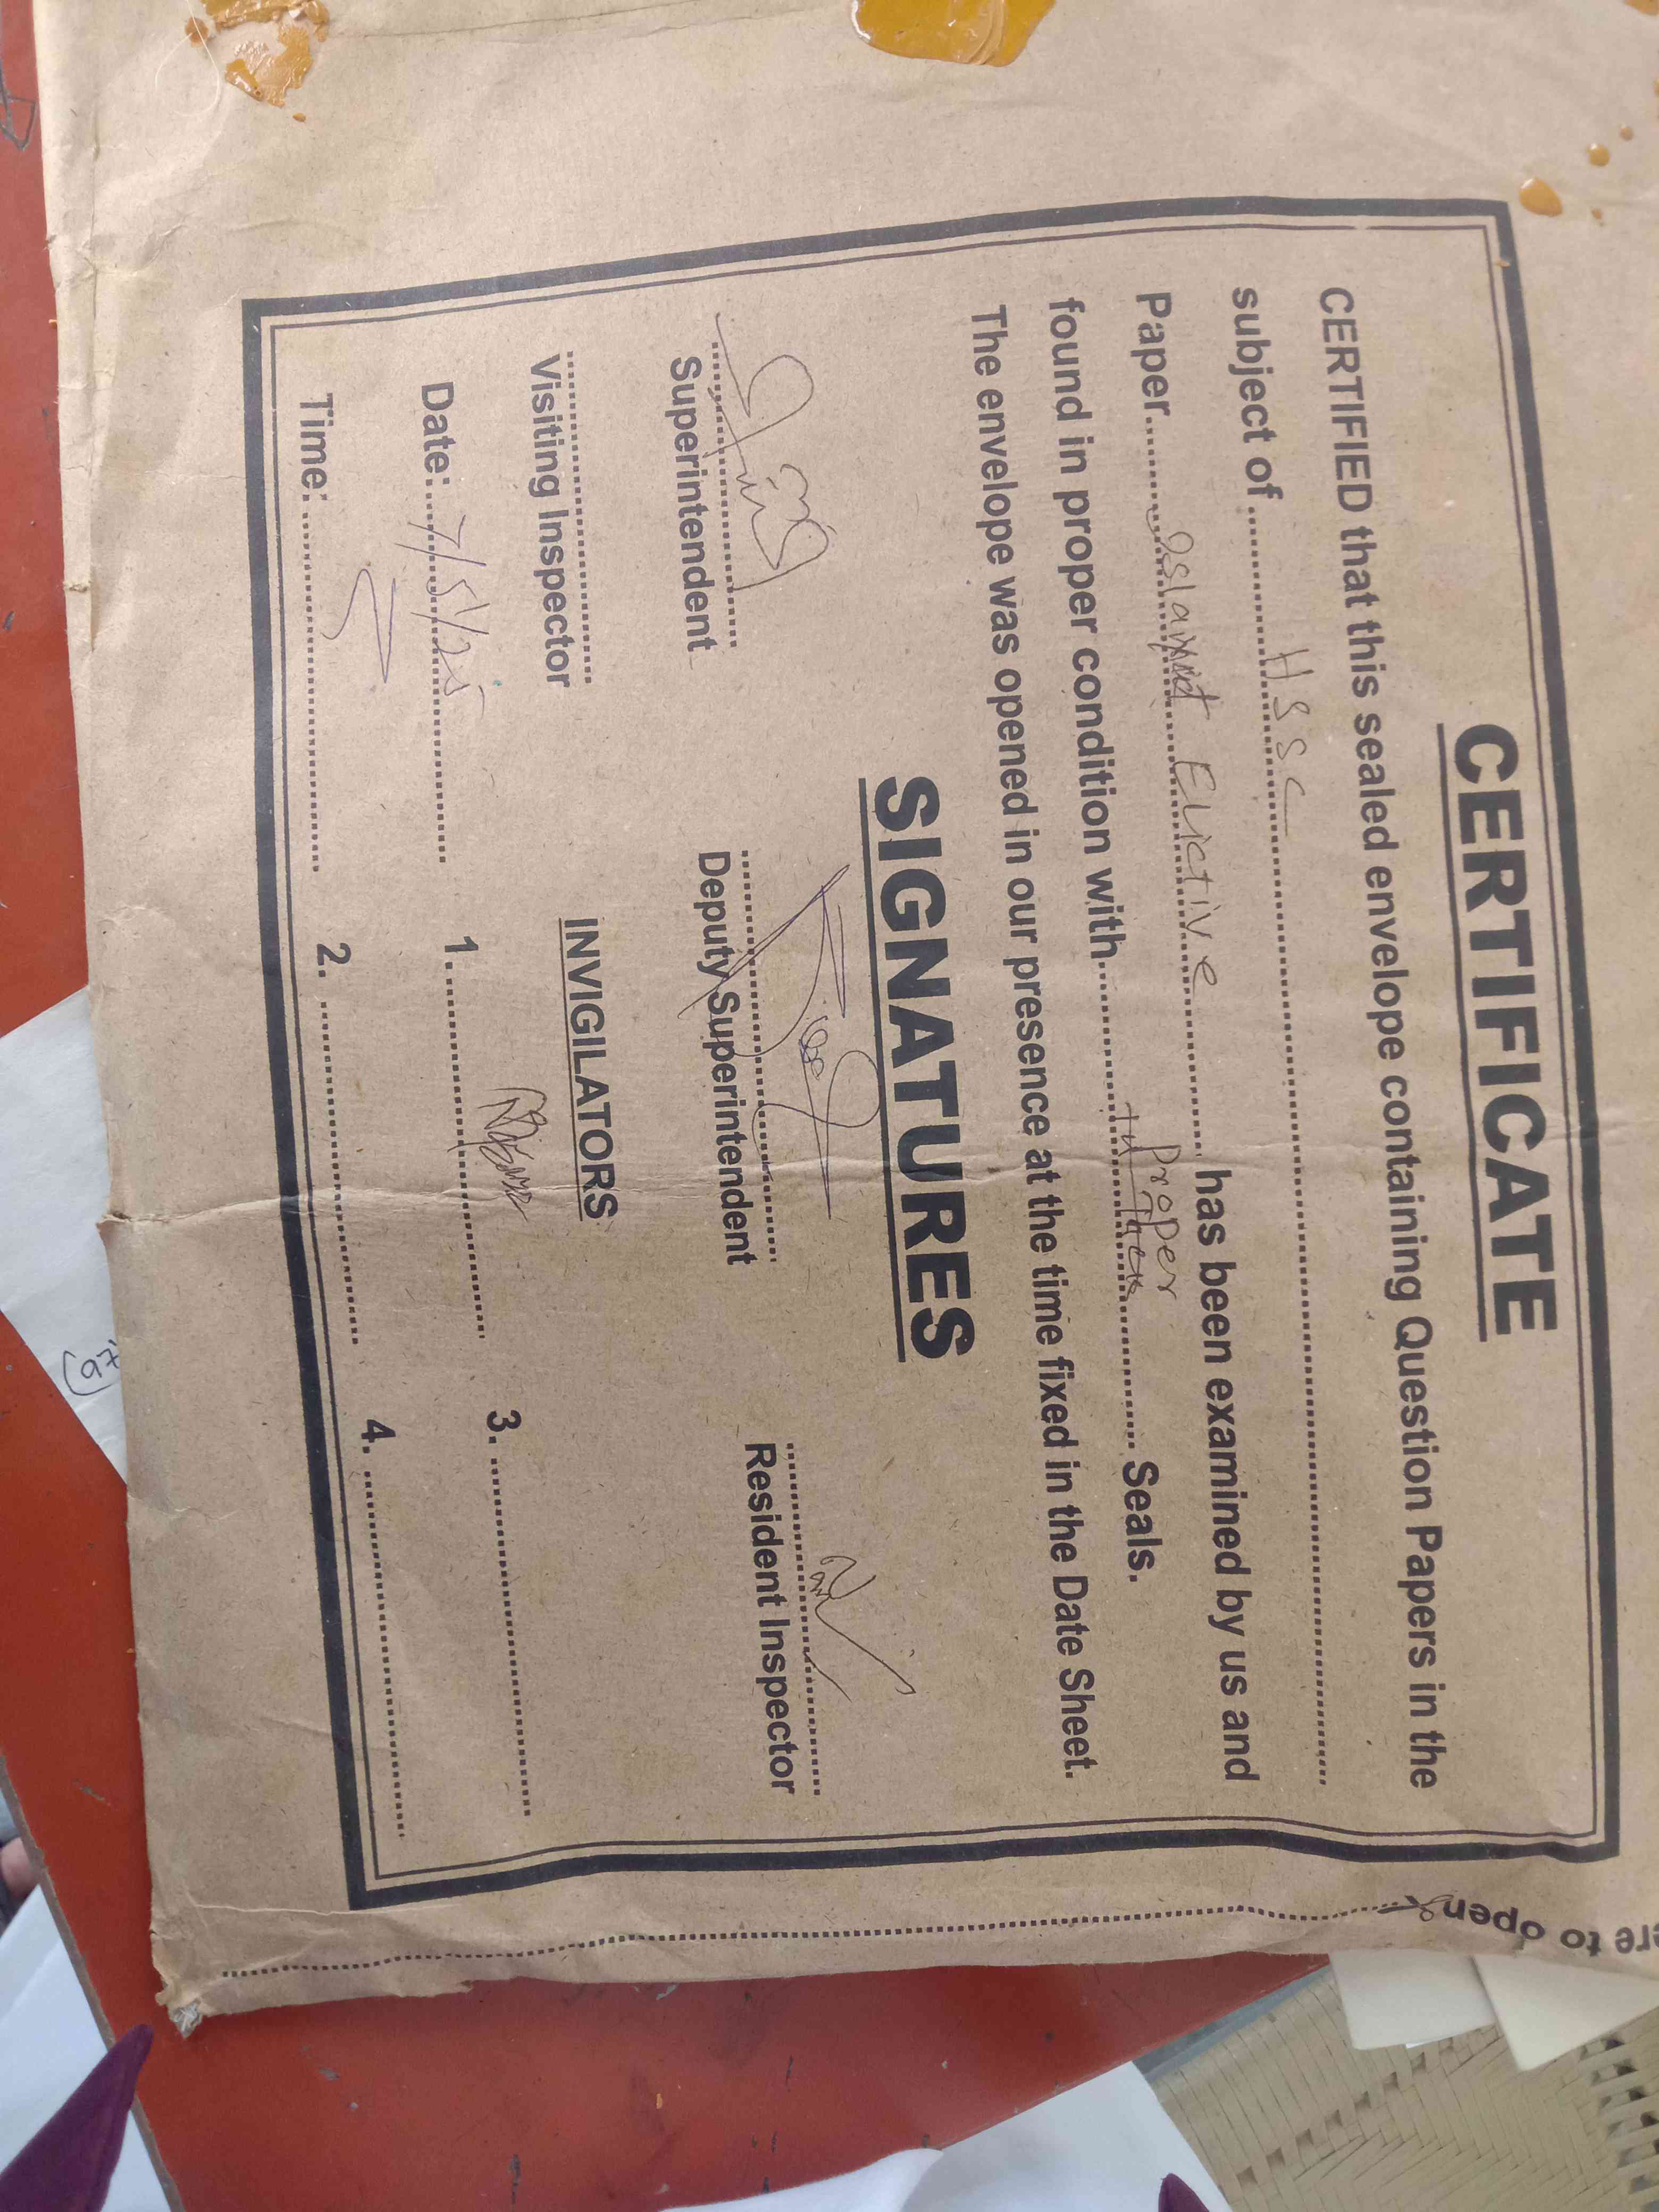 CERTIFICATE
CERTIFIED that this sealed envelope containing Question Papers in the
subject of ............ HSSC ............
Paper............ Elictive ............ has been examined by us and
proper
found in proper condition with............ ............ Seals.
The envelope was opened in our presence at the time fixed in the Date Sheet.
SIGNATURES
Superintendent Deputy Superintendent Resident Inspector
Visiting Inspector INVIGILATORS
Date:....7/5/25............ 1............. 3. ............
Time: ............ 2. ............ 4. ............
ere to open